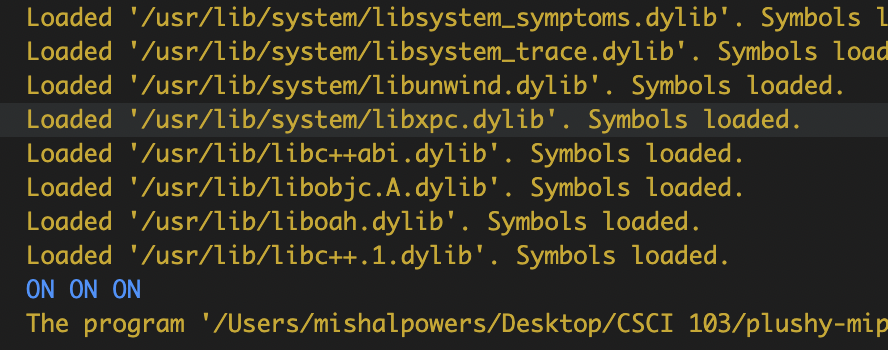 Loaded '/usr/lib/system/libsystem_symptoms.dylib'. Symbols l
Loaded '/usr/lib/system/libsystem_trace.dylib'. Symbols load
Loaded '/usr/lib/system/libunwind.dylib'. Symbols loaded.
Loaded '/usr/lib/system/libxpc.dylib'. Symbols loaded.
Loaded '/usr/lib/libc++abi.dylib'. Symbols loaded.
Loaded '/usr/lib/libobjc.A.dylib'. Symbols loaded.
Loaded '/usr/lib/liboah.dylib'. Symbols loaded.
Loaded '/usr/lib/libc++.1.dylib'. Symbols loaded.
ON ON ON
The program '/Users/mishalpowers/Desktop/CSCI 103/plushy-mip